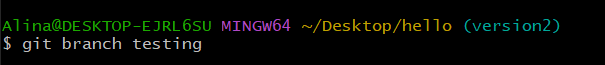 Alina@DESKTOP-EJRL6SU MINGW64 ~/Desktop/hello (version2)
$ git branch testing